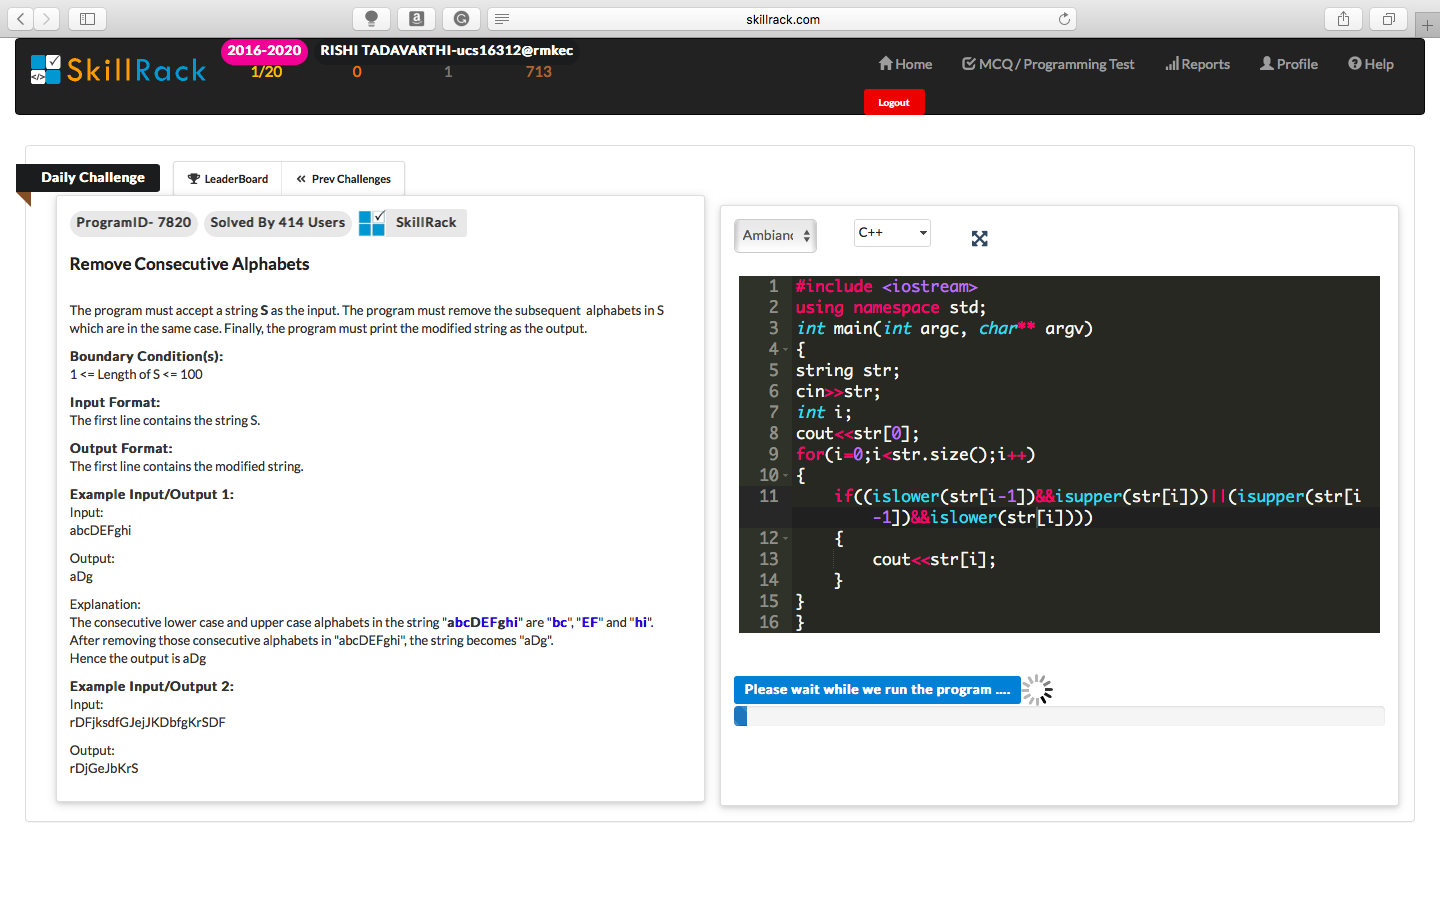 skillrack.com
SkillRack
2016-2020 RISHI TADAVARTHI-ucs16312@rmkec
1/20 0 1 713
Home MCQ / Programming Test Reports Profile Help
Logout
Daily Challenge LeaderBoard Prev Challenges
ProgramID- 7820 Solved By 414 Users SkillRack
Remove Consecutive Alphabets
The program must accept a string S as the input. The program must remove the subsequent alphabets in S
which are in the same case. Finally, the program must print the modified string as the output.
Boundary Condition(s):
1 <= Length of S <= 100
Input Format:
The first line contains the string S.
Output Format:
The first line contains the modified string.
Example Input/Output 1:
Input:
abcDEFghi
Output:
aDg
Explanation:
The consecutive lower case and upper case alphabets in the string "abcDEFghi" are "bc", "EF" and "hi".
After removing those consecutive alphabets in "abcDEFghi", the string becomes "aDg".
Hence the output is aDg
Example Input/Output 2:
Input:
rDFjksdfGJejJKDbfgKrSDF
Output:
rDjGeJbKrS
Ambianc C++
1 #include <iostream>
2 using namespace std;
3 int main(int argc, char** argv)
4 {
5 string str;
6 cin>>str;
7 int i;
8 cout<<str[0];
9 for(i=0;i<str.size();i++)
10 {
11 if((islower(str[i-1])&&isupper(str[i]))||(isupper(str[i
-1])&&islower(str[i])))
12 {
13 cout<<str[i];
14 }
15 }
16 }
Please wait while we run the program ....